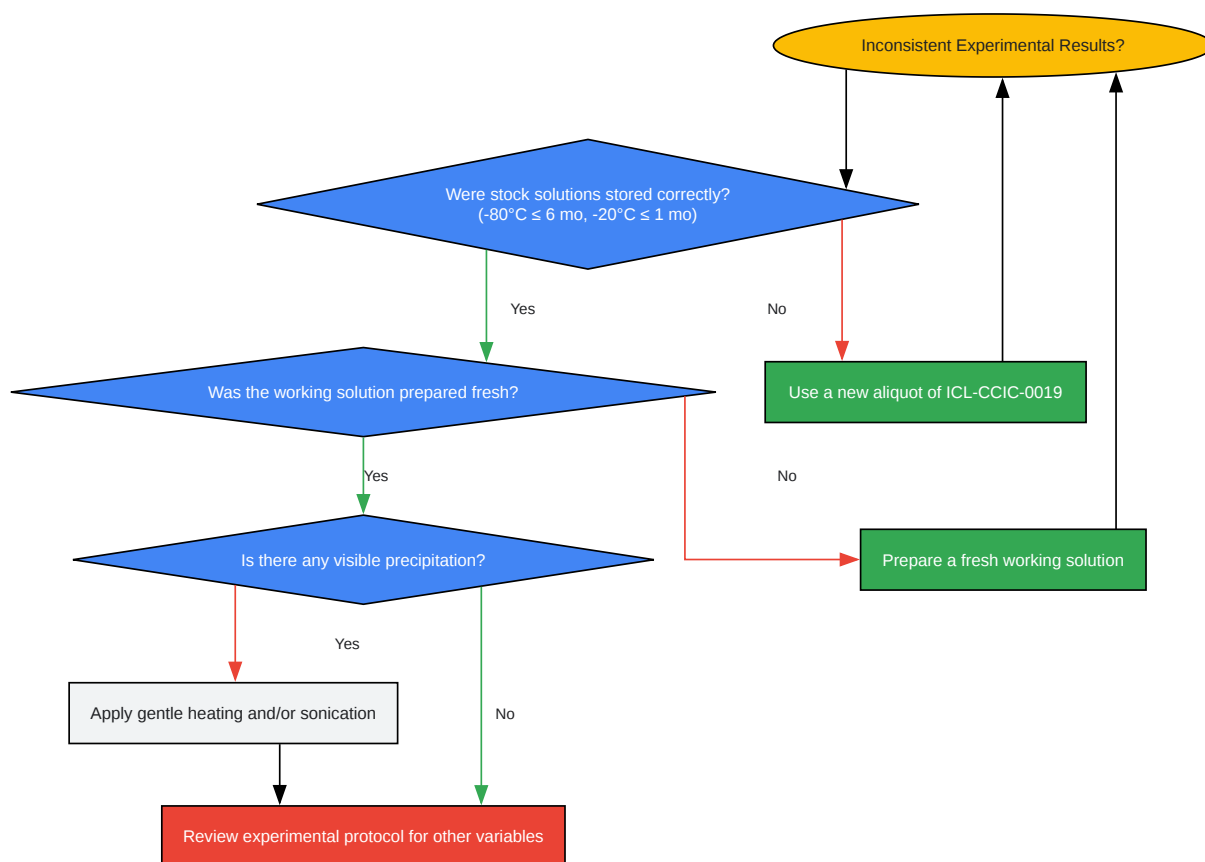 Inconsistent Experimental Results?
Were stock solutions stored correctly?
(-80°C ≤ 6 mo, -20°C ≤ 1 mo)
Yes
No
Was the working solution prepared fresh?
Use a new aliquot of ICL-CCIC-0019
Yes
No
Is there any visible precipitation?
Prepare a fresh working solution
Yes
Apply gentle heating and/or sonication
No
Review experimental protocol for other variables